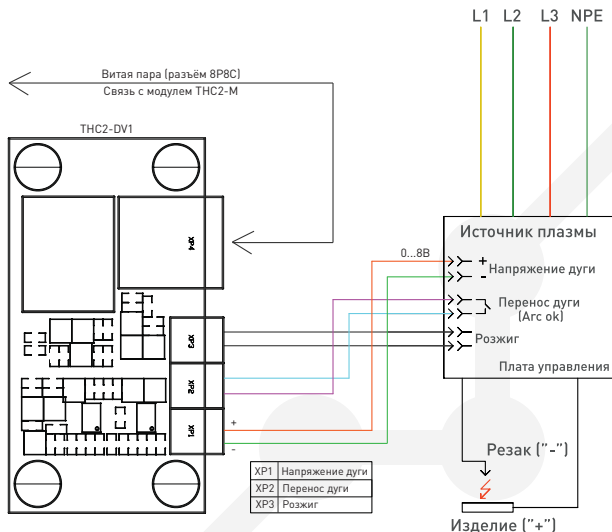 L1 L2 L3 NPE
Витая пара (разъём 8P8C)
Связь с модулем THC2-M
THC2-DV1
XP4
Источник плазмы
0...8В
+
Напряжение дуги
-
Перенос дуги
(Arc ok)
Розжиг
XP3
Плата управления
XP2
XP1
+
-
Резак ("-")
XP1 Напряжение дуги
XP2 Перенос дуги
XP3 Розжиг
Изделие ("+")